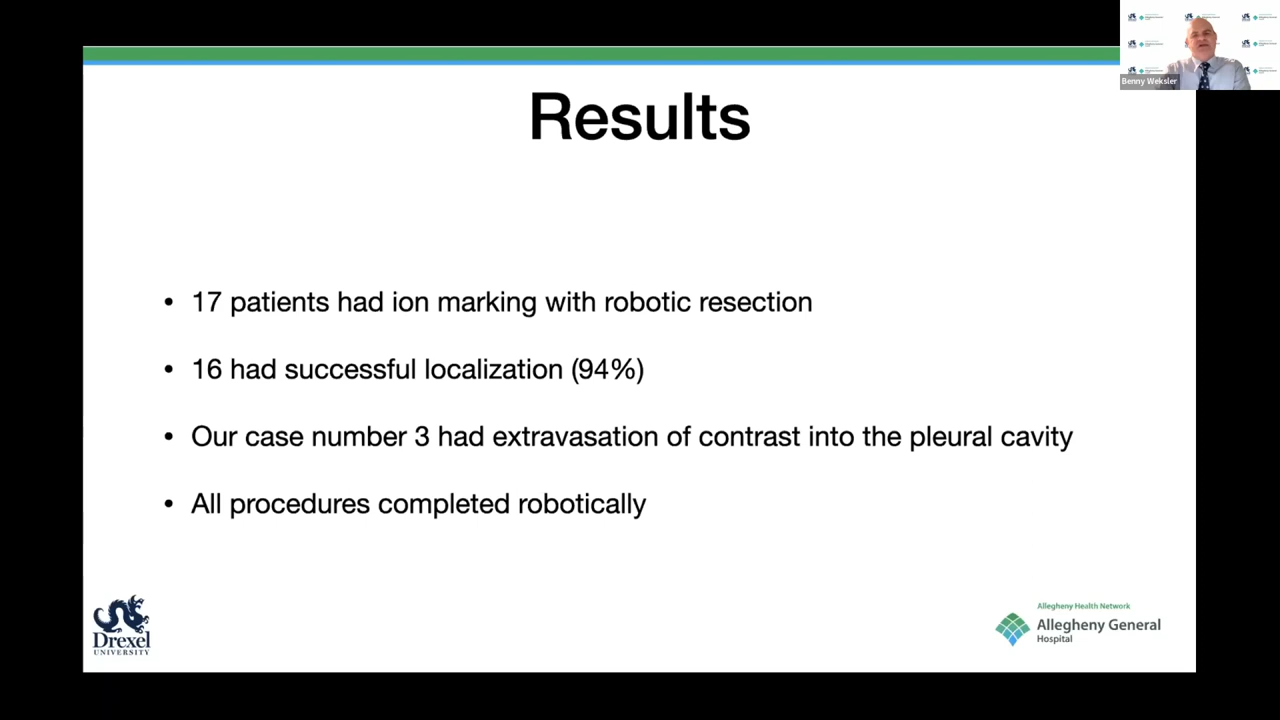 Benny Weksler
Results
• 17 patients had ion marking with robotic resection
• 16 had successful localization (94%)
• Our case number 3 had extravasation of contrast into the pleural cavity
• All procedures completed robotically
Drexel
UNIVERSITY
Allegheny Health Network
Allegheny General
Hospital